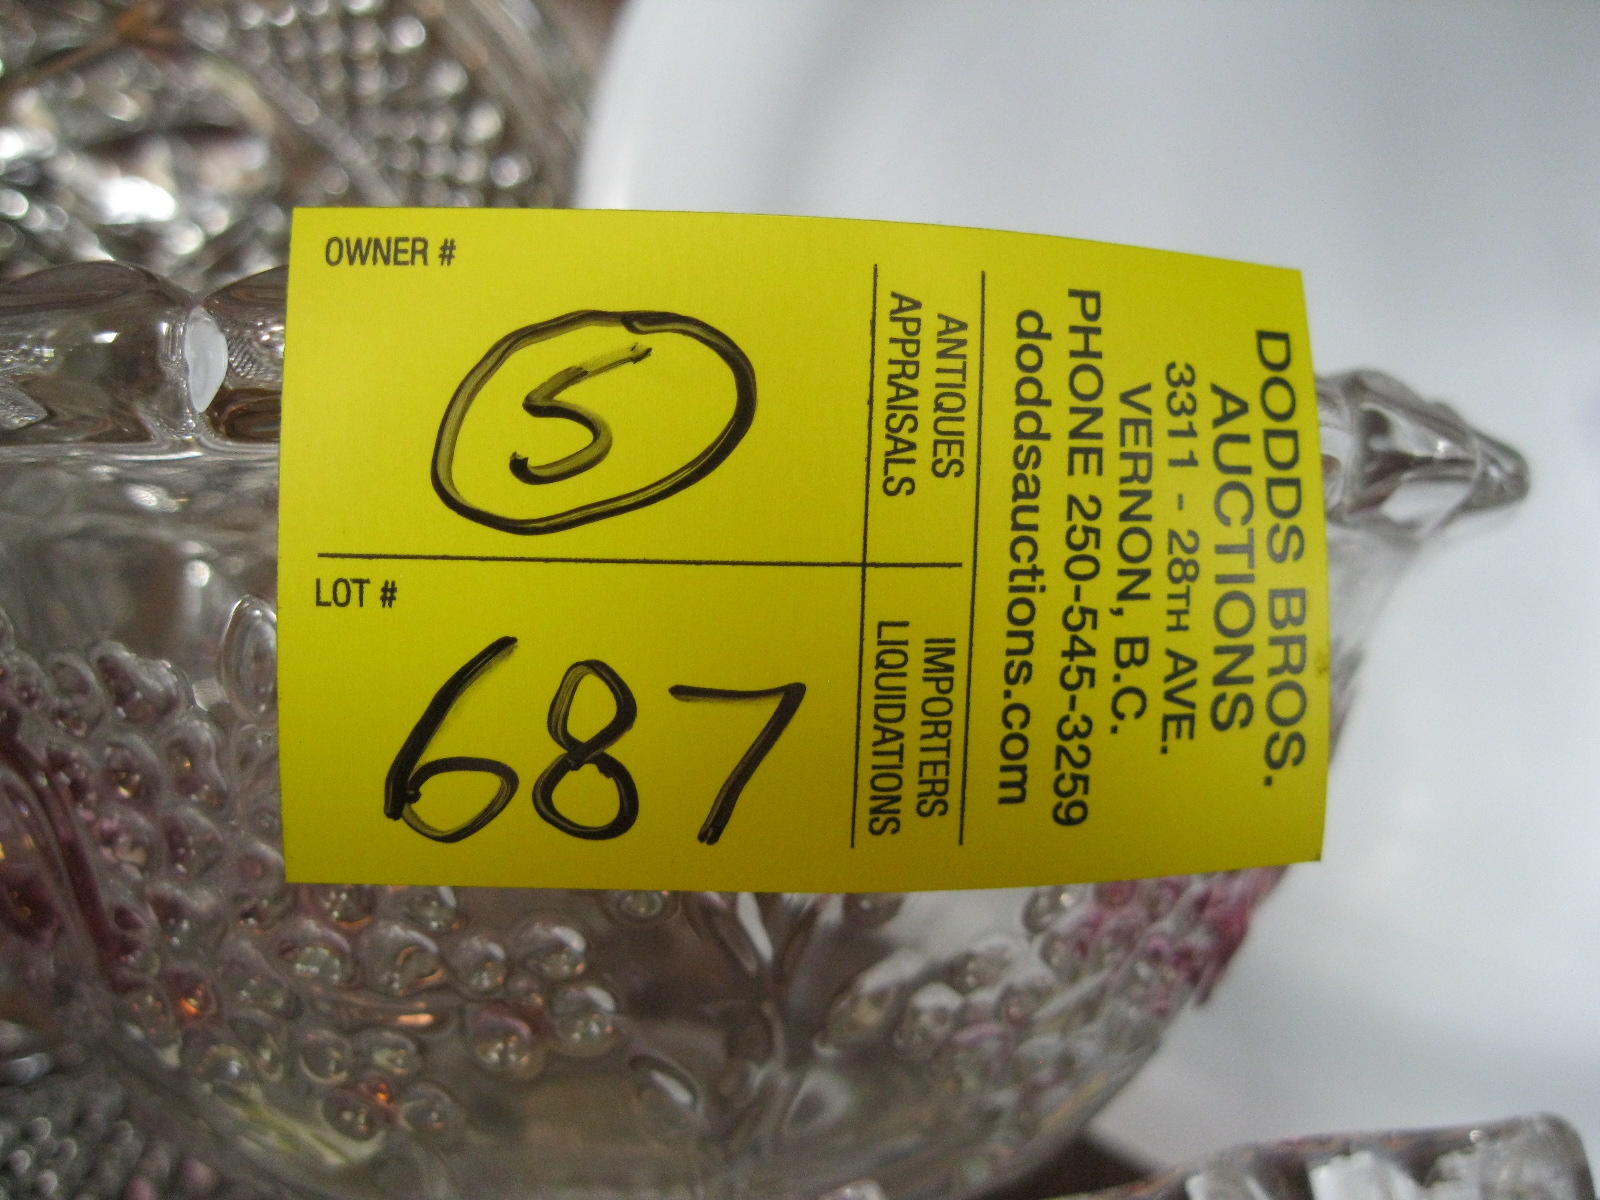 DODDS BROS.
AUCTIONS
3311 - 28TH AVE.
VERNON, B.C.
PHONE 250-545-3259
doddsauctions.com
ANTIQUES
APPRAISALS
IMPORTERS
LIQUIDATIONS
OWNER #
5
LOT #
687